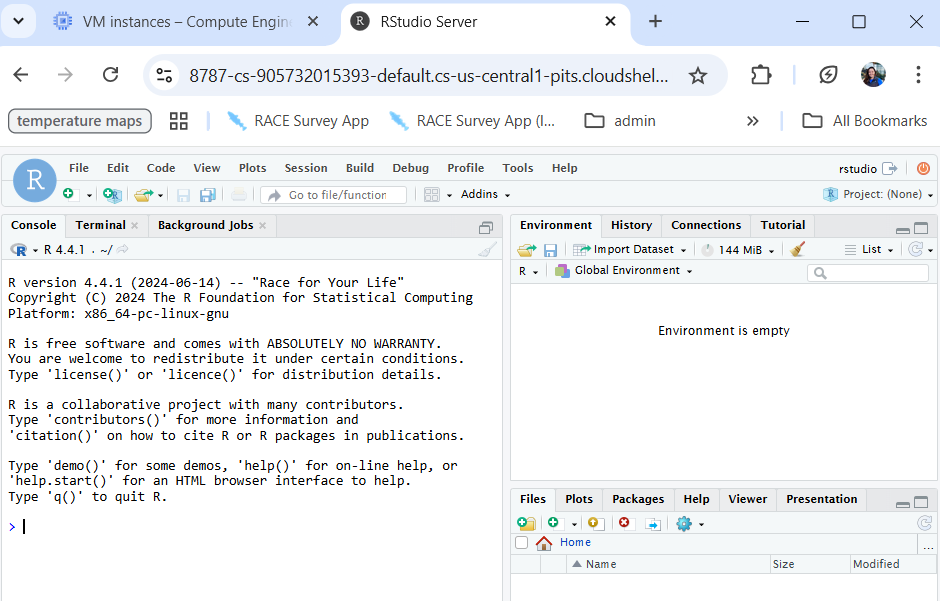 VM instances – Compute Engin
RStudio Server
8787-cs-905732015393-default.cs-us-central1-pits.cloudshel...
temperature maps
RACE Survey App
RACE Survey App (I...
admin
»
All Bookmarks
R
File Edit Code View Plots Session Build Debug Profile Tools Help
rstudio
Go to file/function
Addins
Project: (None)
Console Terminal Background Jobs
R 4.4.1 · ~/
R version 4.4.1 (2024-06-14) -- "Race for Your Life"
Copyright (C) 2024 The R Foundation for Statistical Computing
Platform: x86_64-pc-linux-gnu
R is free software and comes with ABSOLUTELY NO WARRANTY.
You are welcome to redistribute it under certain conditions.
Type 'license()' or 'licence()' for distribution details.
R is a collaborative project with many contributors.
Type 'contributors()' for more information and
'citation()' on how to cite R or R packages in publications.
Type 'demo()' for some demos, 'help()' for on-line help, or
'help.start()' for an HTML browser interface to help.
Type 'q()' to quit R.
>
Environment History Connections Tutorial
Import Dataset 144 MiB List
R Global Environment
Environment is empty
Files Plots Packages Help Viewer Presentation
Home ...
Name Size Modified